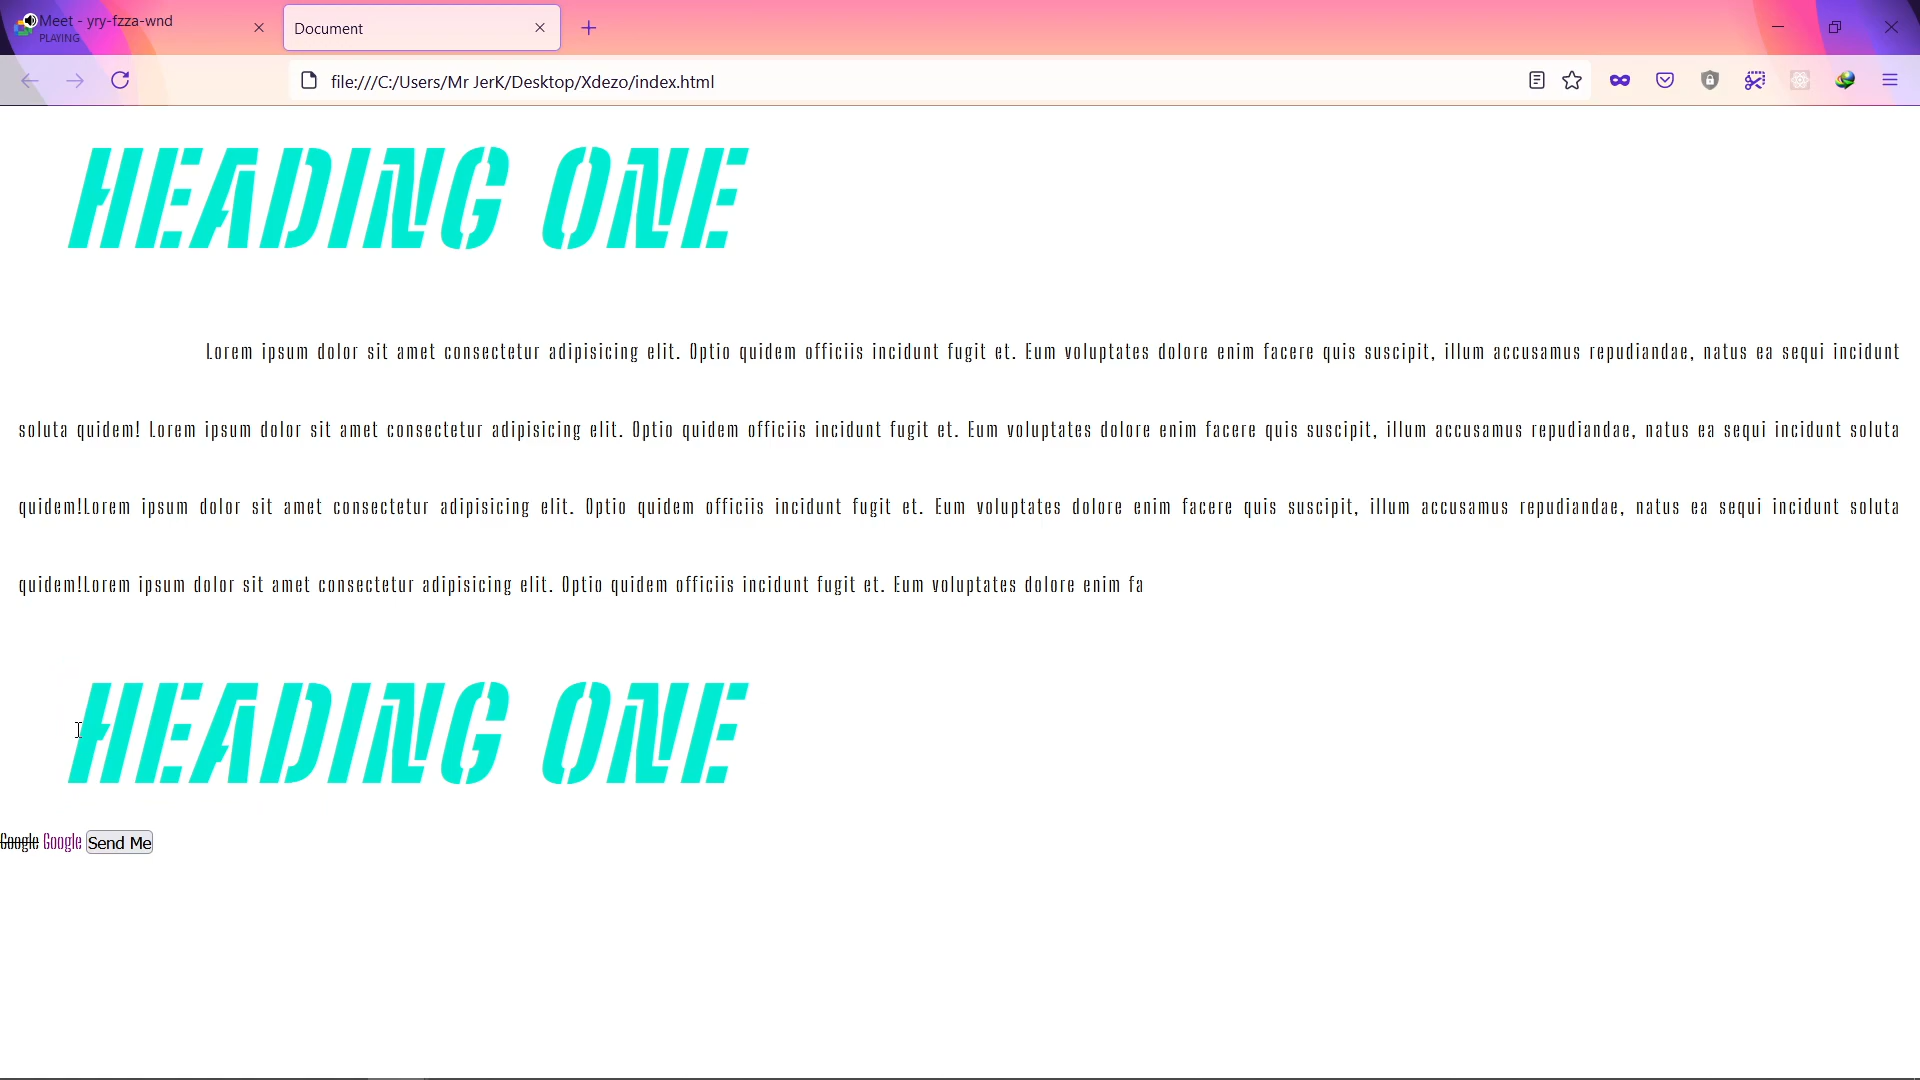 Meet - yry-fzza-wnd
PLAYING
Document
file:///C:/Users/Mr JerK/Desktop/Xdezo/index.html
HEADING ONE
Lorem ipsum dolor sit amet consectetur adipisicing elit. Optio quidem officiis incidunt fugit et. Eum voluptates dolore enim facere quis suscipit, illum accusamus repudiandae, natus ea sequi incidunt
soluta quidem! Lorem ipsum dolor sit amet consectetur adipisicing elit. Optio quidem officiis incidunt fugit et. Eum voluptates dolore enim facere quis suscipit, illum accusamus repudiandae, natus ea sequi incidunt soluta
quidem!Lorem ipsum dolor sit amet consectetur adipisicing elit. Optio quidem officiis incidunt fugit et. Eum voluptates dolore enim facere quis suscipit, illum accusamus repudiandae, natus ea sequi incidunt soluta
quidem!Lorem ipsum dolor sit amet consectetur adipisicing elit. Optio quidem officiis incidunt fugit et. Eum voluptates dolore enim fa
HEADING ONE
Google Google Send Me